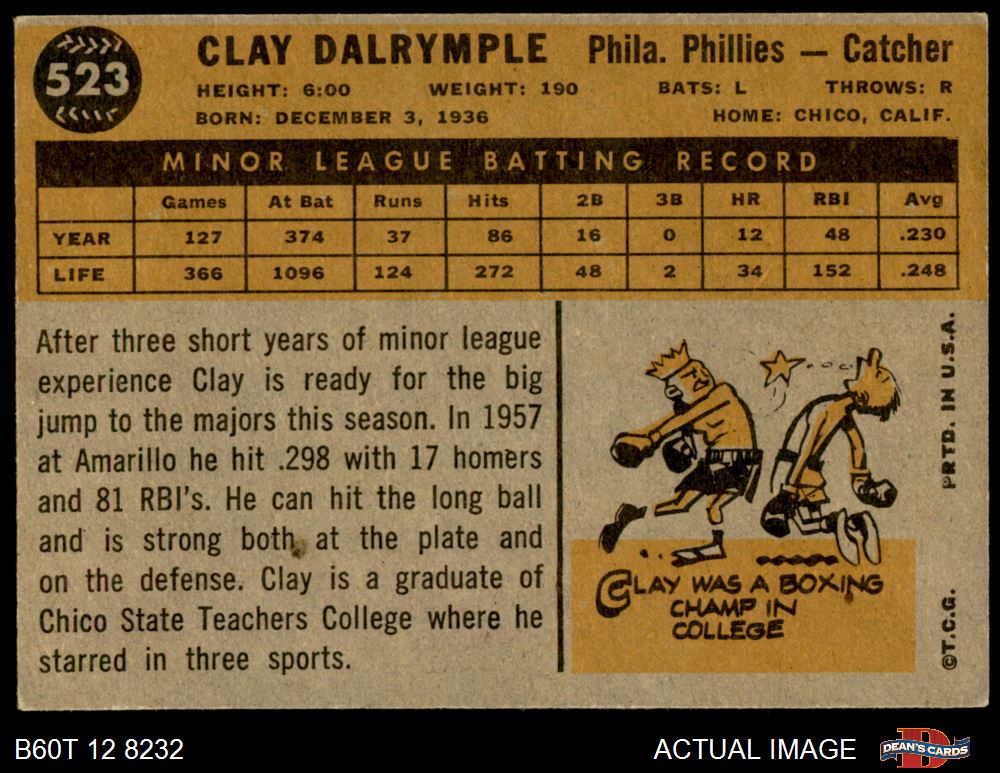 523
CLAY DALRYMPLE Phila. Phillies — Catcher
HEIGHT: 6:00 WEIGHT: 190 BATS: L THROWS: R
BORN: DECEMBER 3, 1936 HOME: CHICO, CALIF.
MINOR LEAGUE BATTING RECORD
Games At Bat Runs Hits 2B 3B HR RBI Avg
YEAR 127 374 37 86 16 0 12 48 .230
LIFE 366 1096 124 272 48 2 34 152 .248
After three short years of minor league
experience Clay is ready for the big
jump to the majors this season. In 1957
at Amarillo he hit .298 with 17 homers
and 81 RBI's. He can hit the long ball
and is strong both at the plate and
on the defense. Clay is a graduate of
Chico State Teachers College where he
starred in three sports.
CLAY WAS A BOXING
CHAMP IN
COLLEGE
PRTD. IN U.S.A.
©T.C.G.
B60T 12 8232
ACTUAL IMAGE
DEAN'S CARDS